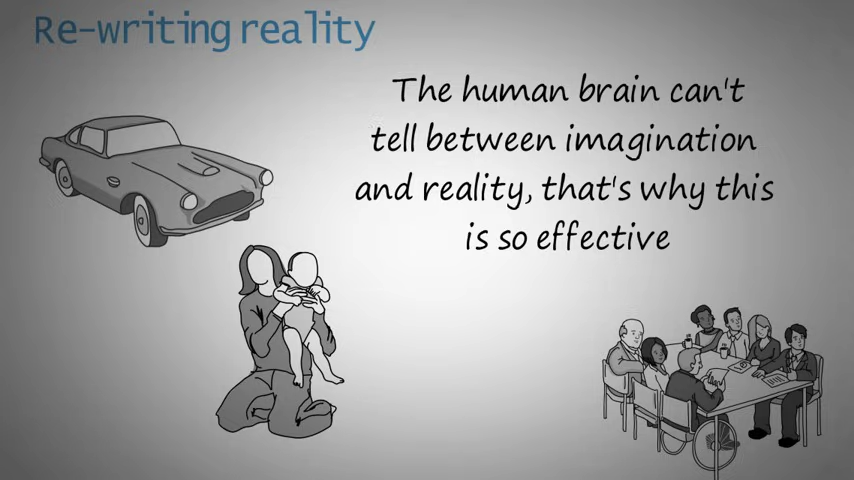 Re-writing reality
The human brain can't
tell between imagination
and reality, that's why this
is so effective